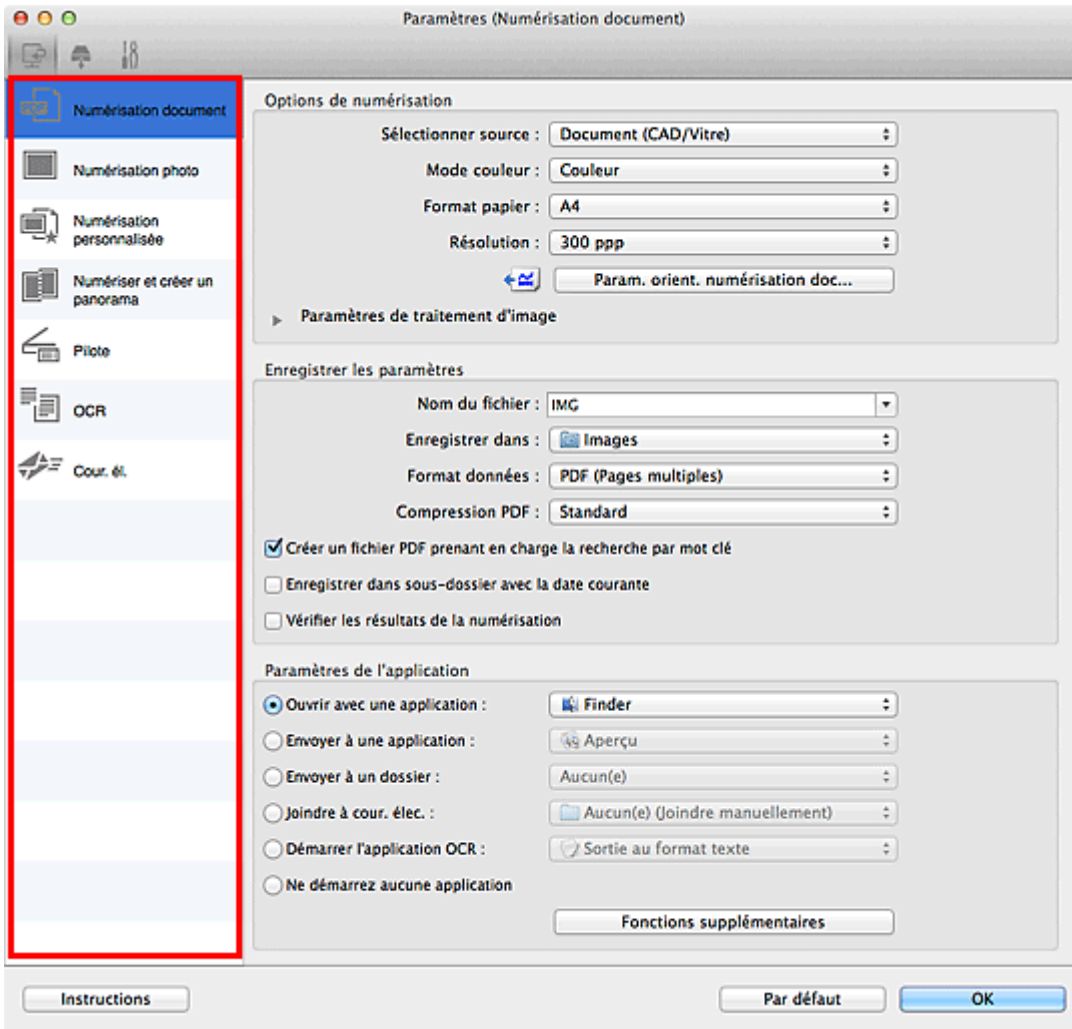 Paramètres (Numérisation document)
Numérisation document
Numérisation photo
Numérisation
personnalisée
Numériser et créer un
panorama
Pilote
OCR
Cour. él.
Options de numérisation
Sélectionner source : Document (CAD/Vitre)
Mode couleur : Couleur
Format papier : A4
Résolution : 300 ppp
Param. orient. numérisation doc...
Paramètres de traitement d'image
Enregistrer les paramètres
Nom du fichier : IMG
Enregistrer dans : Images
Format données : PDF (Pages multiples)
Compression PDF : Standard
Créer un fichier PDF prenant en charge la recherche par mot clé
Enregistrer dans sous-dossier avec la date courante
Vérifier les résultats de la numérisation
Paramètres de l'application
Ouvrir avec une application : Finder
Envoyer à une application : Aperçu
Envoyer à un dossier : Aucun(e)
Joindre à cour. élec. : Aucun(e) (Joindre manuellement)
Démarrer l'application OCR : Sortie au format texte
Ne démarrez aucune application
Fonctions supplémentaires
Instructions
Par défaut
OK